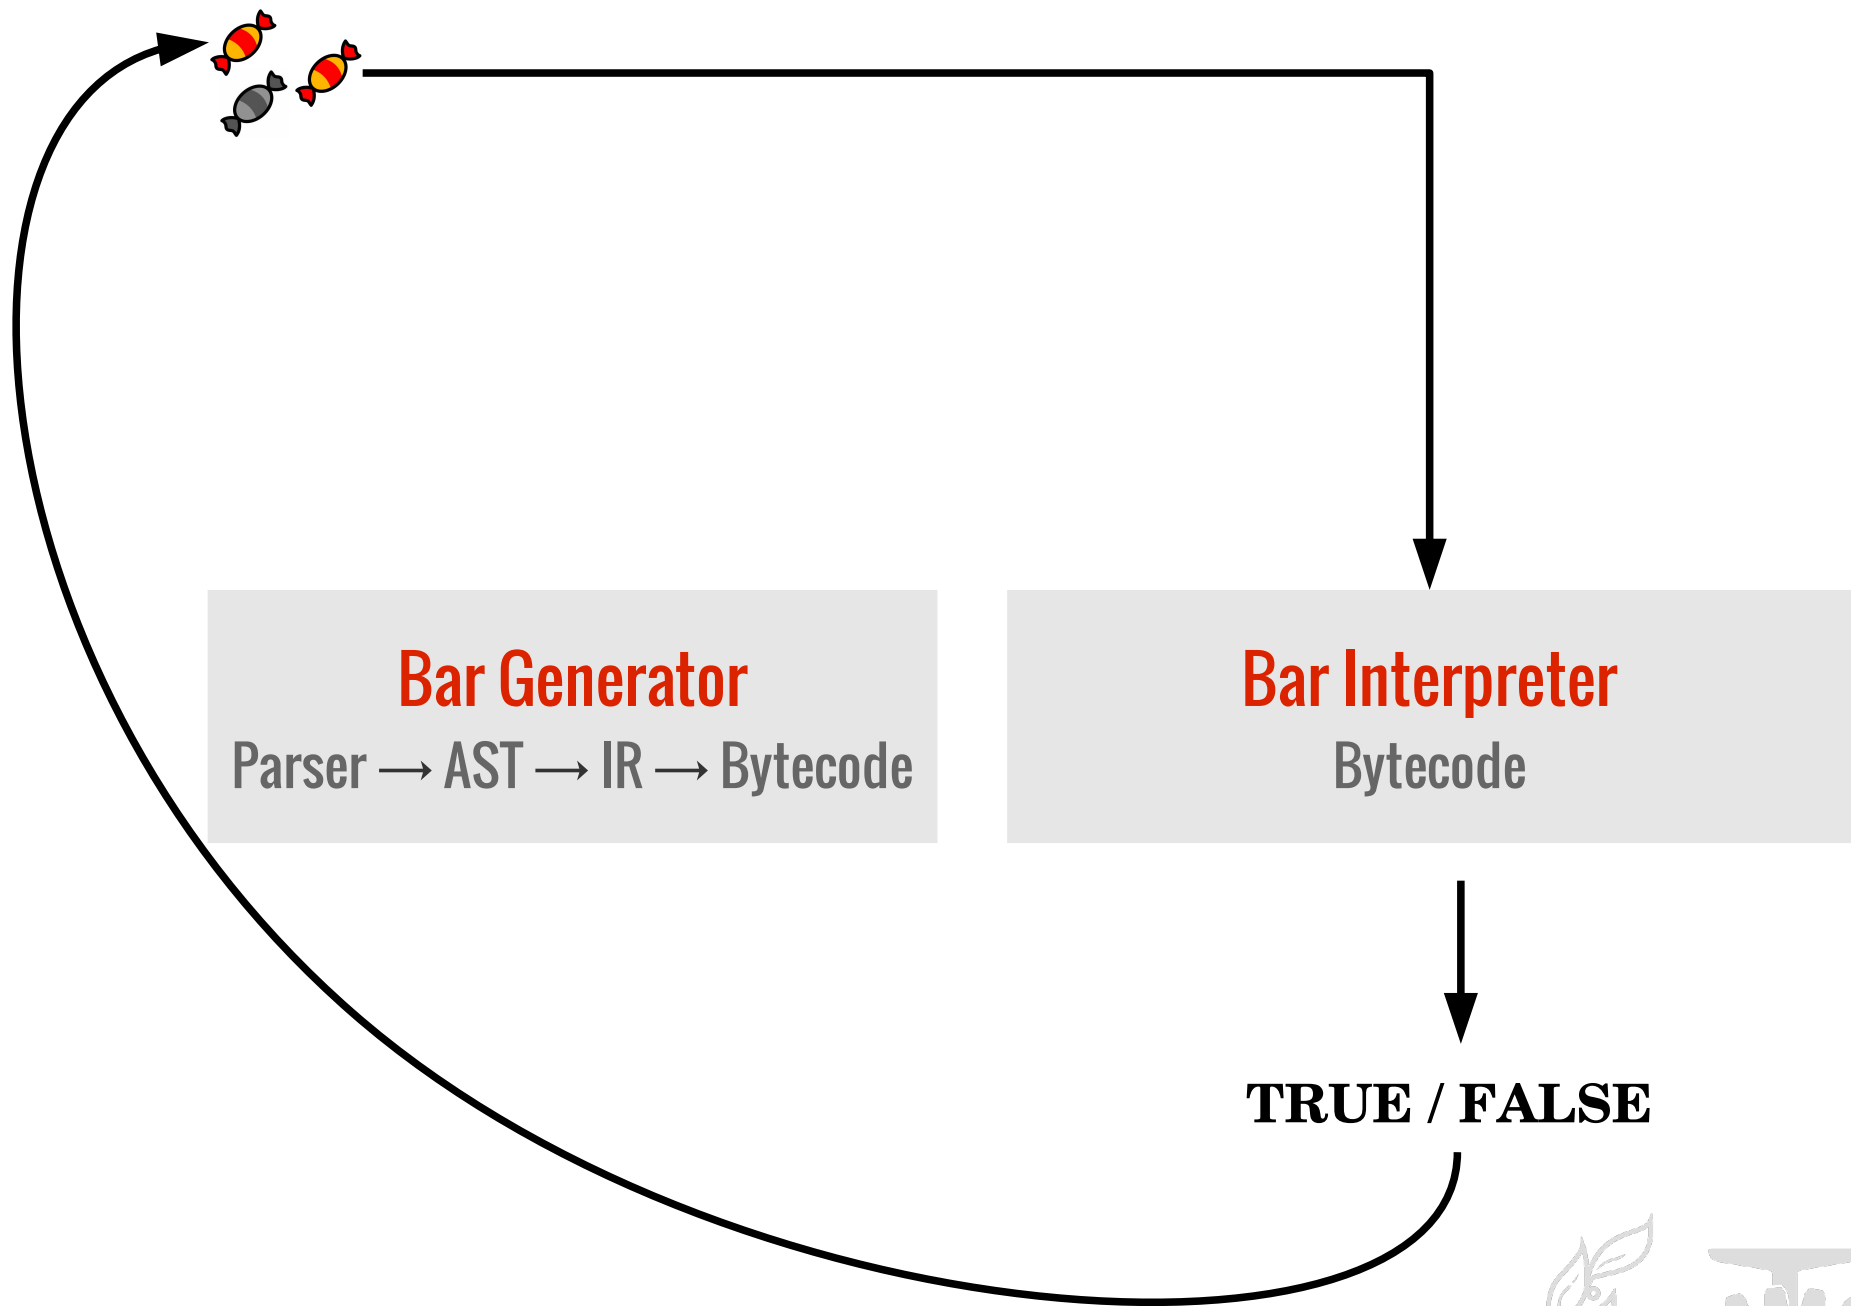 Bar Generator
Parser → AST → IR → Bytecode
Bar Interpreter
Bytecode
TRUE / FALSE